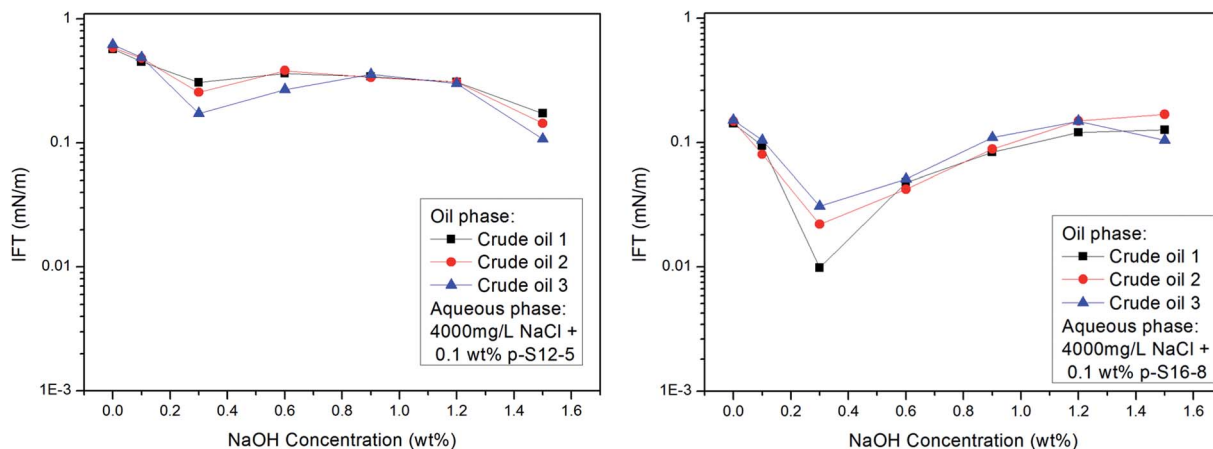 1
0.1
0.01
1E-3
IFT (mN/m)
0.0 0.2 0.4 0.6 0.8 1.0 1.2 1.4 1.6
NaOH Concentration (wt%)
Oil phase:
Crude oil 1
Crude oil 2
Crude oil 3
Aqueous phase:
4000mg/L NaCl +
0.1 wt% p-S12-5
1
0.1
0.01
1E-3
IFT (mN/m)
0.0 0.2 0.4 0.6 0.8 1.0 1.2 1.4 1.6
NaOH Concentration (wt%)
Oil phase:
Crude oil 1
Crude oil 2
Crude oil 3
Aqueous phase:
4000mg/L NaCl +
0.1 wt% p-S16-8